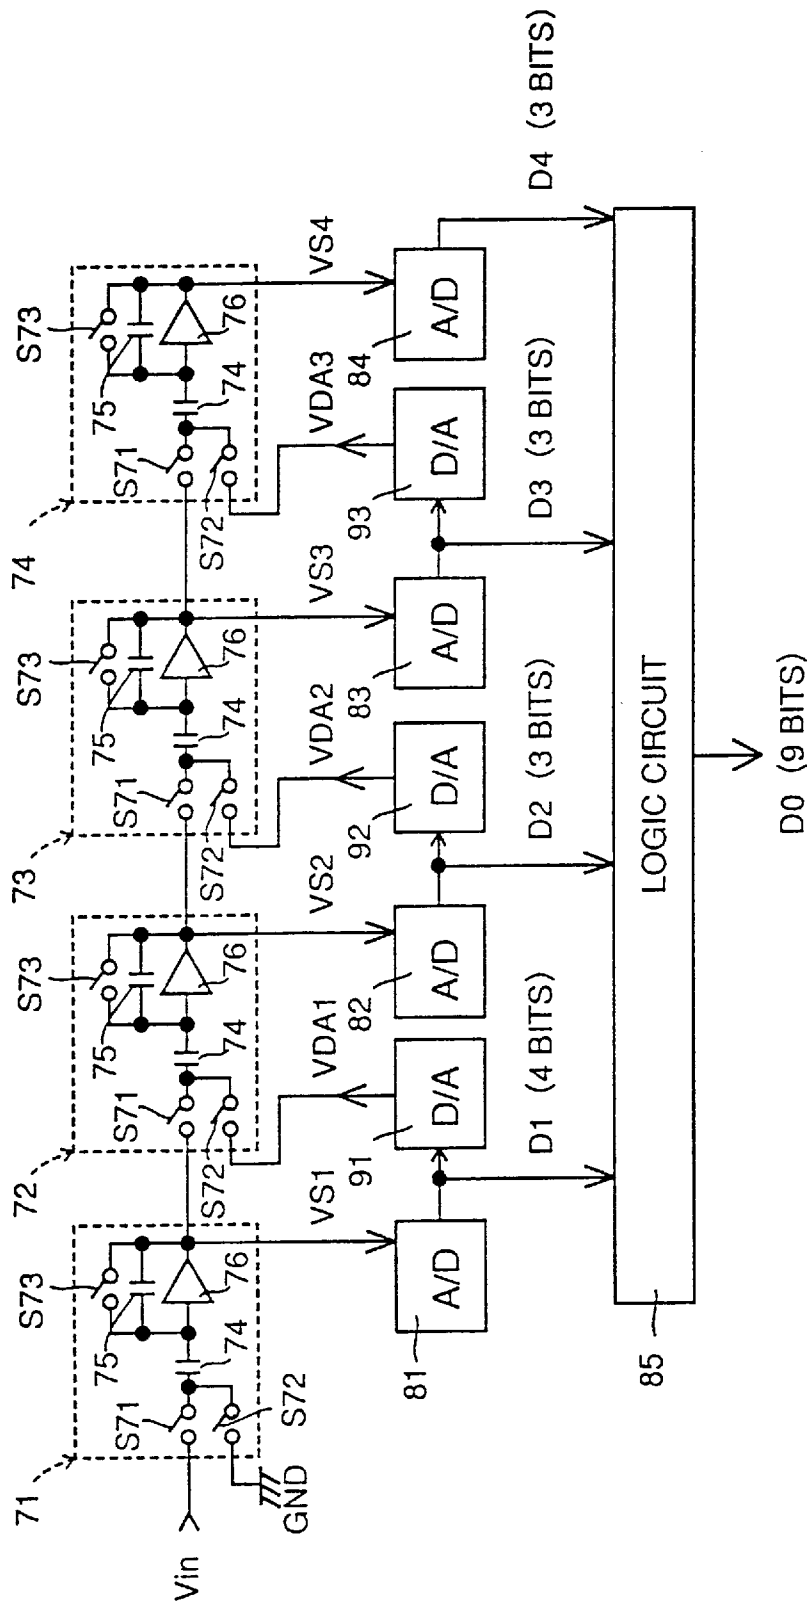 71
72
73
74
S73
S73
S73
S73
75
75
75
75
S71
S71
S71
S71
76
76
76
76
74
74
74
74
S72
S72
S72
S72
Vin
GND
VS1
VDA1
VS2
VDA2
VS3
VDA3
VS4
81
91
82
92
83
93
84
A/D
D/A
A/D
D/A
A/D
D/A
A/D
D1 (4 BITS)
D2 (3 BITS)
D3 (3 BITS)
D4 (3 BITS)
85
LOGIC CIRCUIT
D0 (9 BITS)